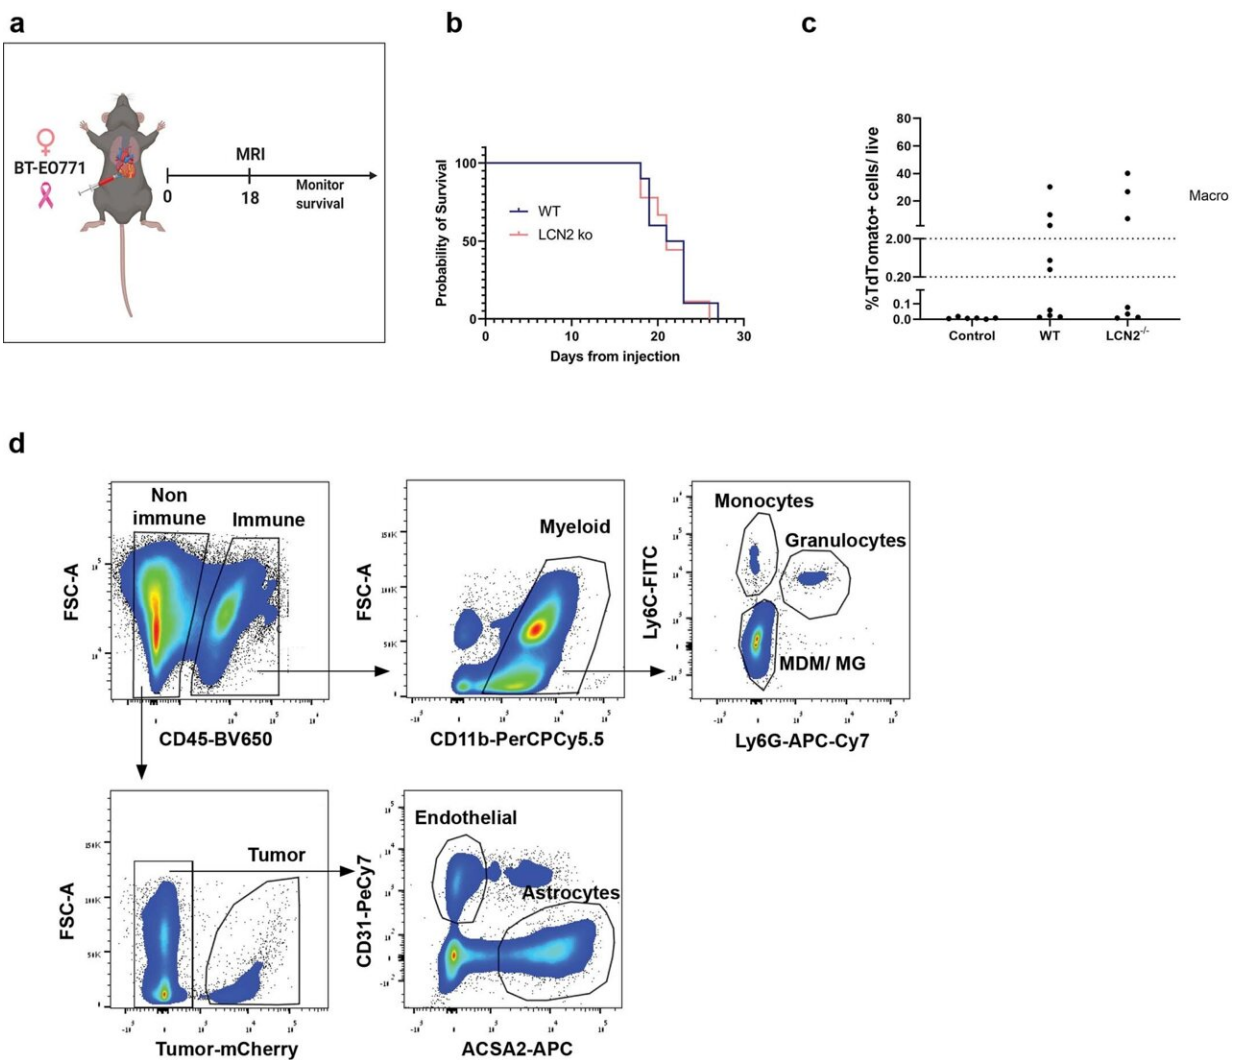 a
BT-EO771
0
MRI
18
Monitor
survival
b
Probability of Survival
100
50
0
WT
LCN2 ko
0
10
20
30
Days from injection
c
%TdTomato+ cells/ live
80
60
40
20
2.00
0.20
0.1
0.0
Control
WT
LCN2-/-
Macro
d
Non
immune
Immune
FSC-A
CD45-BV650
Myeloid
FSC-A
CD11b-PerCPCy5.5
Monocytes
Granulocytes
MDM/ MG
Ly6C-FITC
Ly6G-APC-Cy7
Tumor
FSC-A
Tumor-mCherry
Endothelial
Astrocytes
CD31-PeCy7
ACSA2-APC